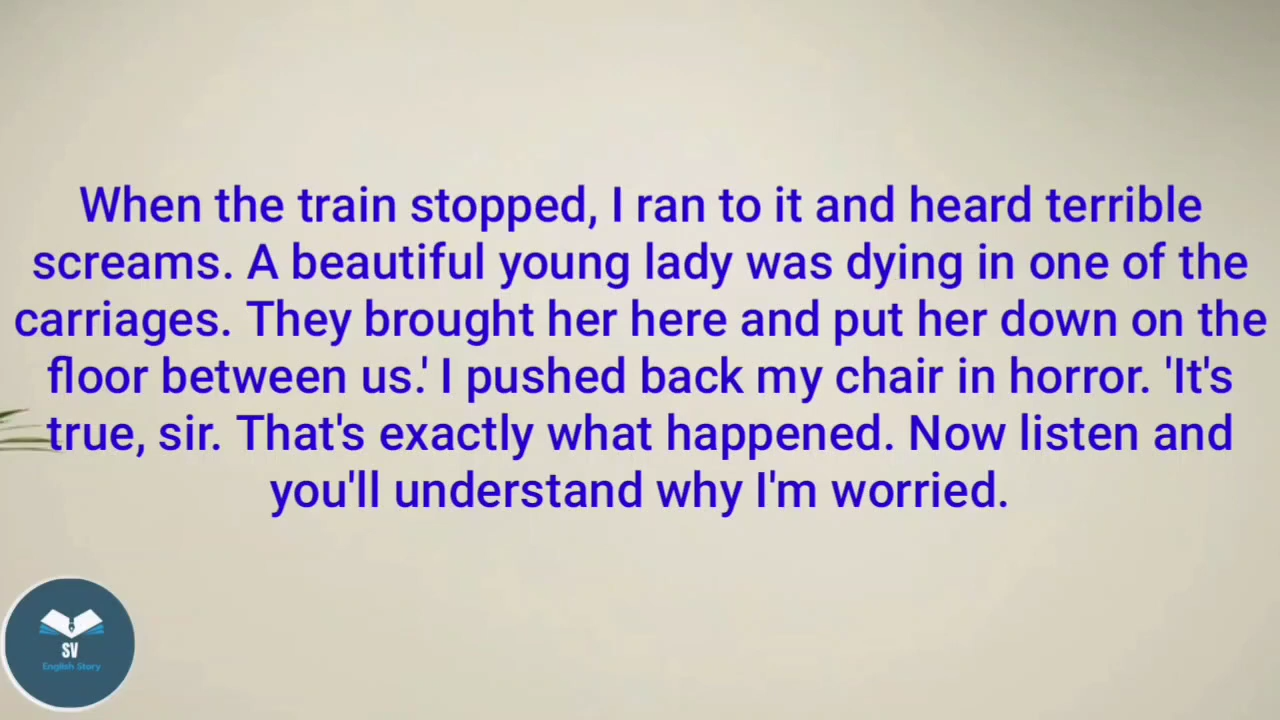 When the train stopped, I ran to it and heard terrible
screams. A beautiful young lady was dying in one of the
carriages. They brought her here and put her down on the
floor between us.' I pushed back my chair in horror. 'It's
true, sir. That's exactly what happened. Now listen and
you'll understand why I'm worried.
SV
English Story